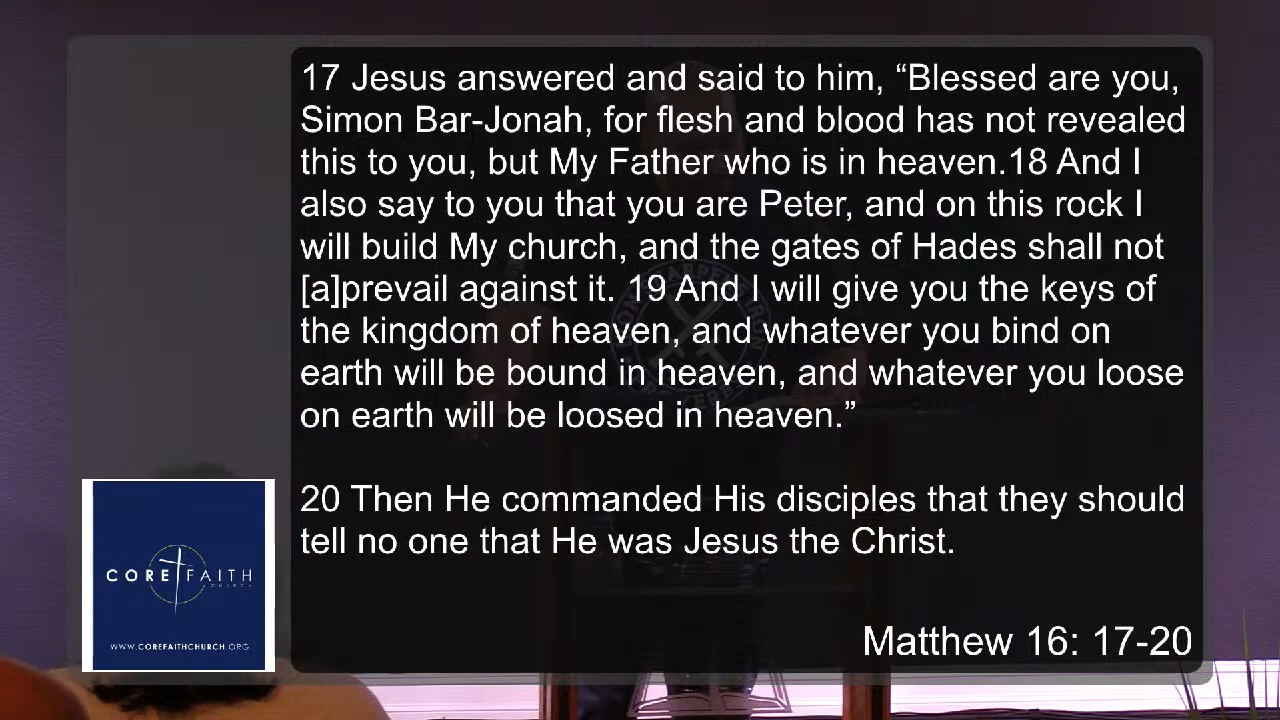 17 Jesus answered and said to him, “Blessed are you,
Simon Bar-Jonah, for flesh and blood has not revealed
this to you, but My Father who is in heaven.18 And I
also say to you that you are Peter, and on this rock I
will build My church, and the gates of Hades shall not
[a]prevail against it. 19 And I will give you the keys of
the kingdom of heaven, and whatever you bind on
earth will be bound in heaven, and whatever you loose
on earth will be loosed in heaven.”
20 Then He commanded His disciples that they should
tell no one that He was Jesus the Christ.
Matthew 16: 17-20
CORE FAITH
CHURCH
WWW.COREFAITHCHURCH.ORG